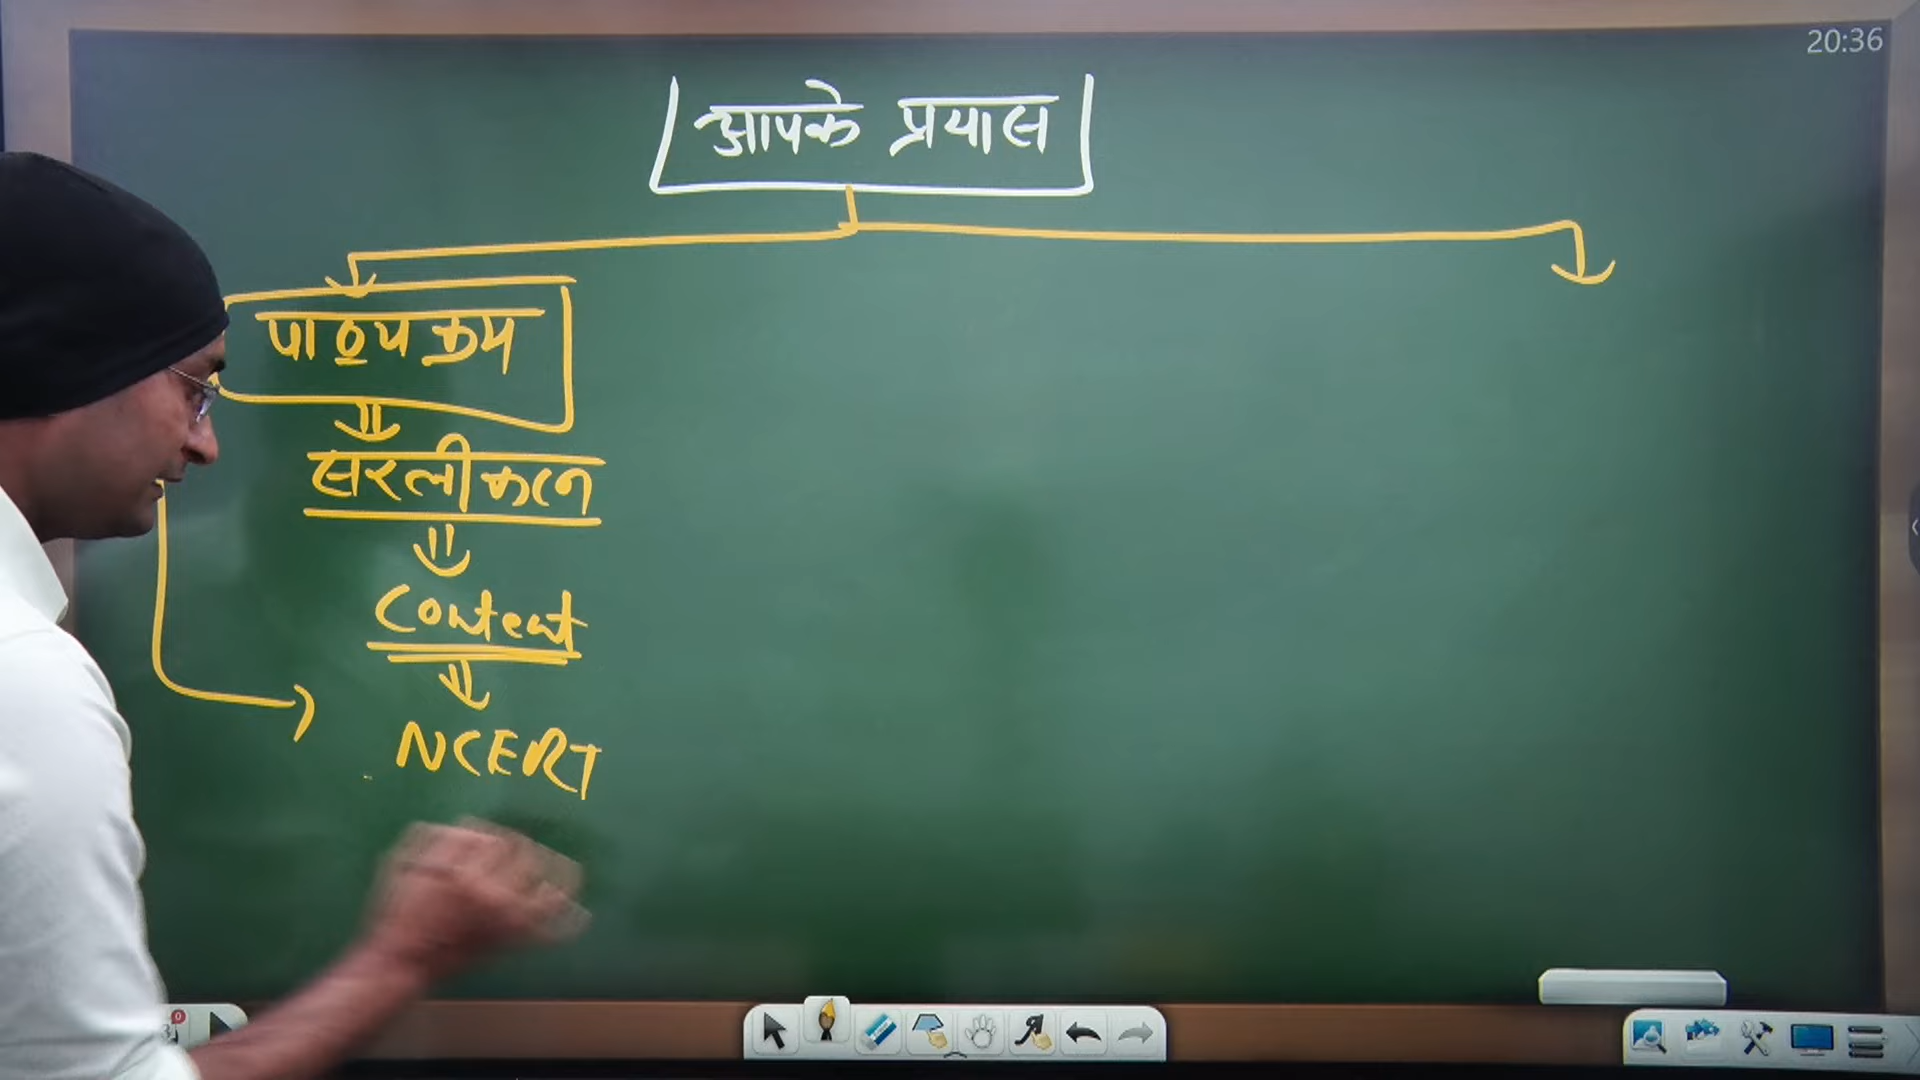 20:36
आपके प्रयास
पाठ्यक्रम
सरलीकरण
Content
NCERT